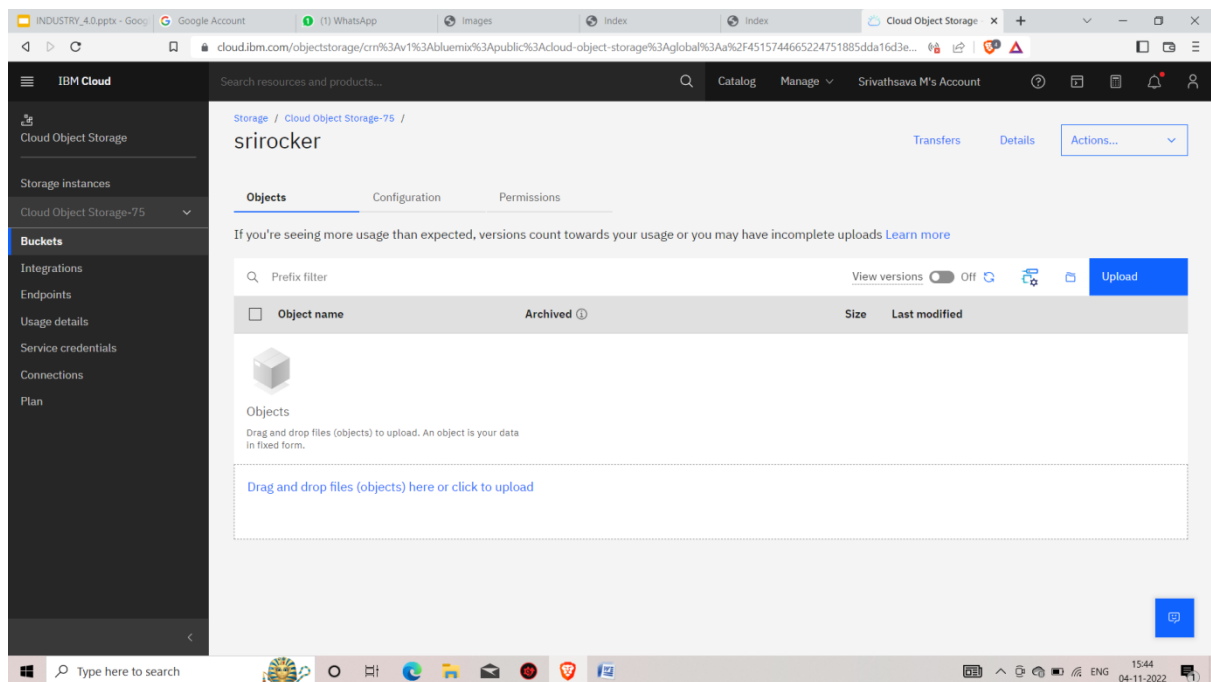 INDUSTRY_4.0.pptx - Goog
Google Account
(1) WhatsApp
Images
Index
Index
Cloud Object Storage
cloud.ibm.com/objectstorage/crn%3Av1%3Abluemix%3Apublic%3Acloud-object-storage%3Aglobal%3Aa%2F4515744665224751885dda16d3e...
IBM Cloud
Search resources and products...
Catalog
Manage
Srivathsava M's Account
Cloud Object Storage
Storage instances
Cloud Object Storage-75
Buckets
Integrations
Endpoints
Usage details
Service credentials
Connections
Plan
Storage / Cloud Object Storage-75 /
srirocker
Transfers
Details
Actions...
Objects
Configuration
Permissions
If you're seeing more usage than expected, versions count towards your usage or you may have incomplete uploads Learn more
Prefix filter
View versions
Off
Upload
Object name
Archived
Size
Last modified
Objects
Drag and drop files (objects) to upload. An object is your data
in fixed form.
Drag and drop files (objects) here or click to upload
Type here to search
ENG
15:44
04-11-2022